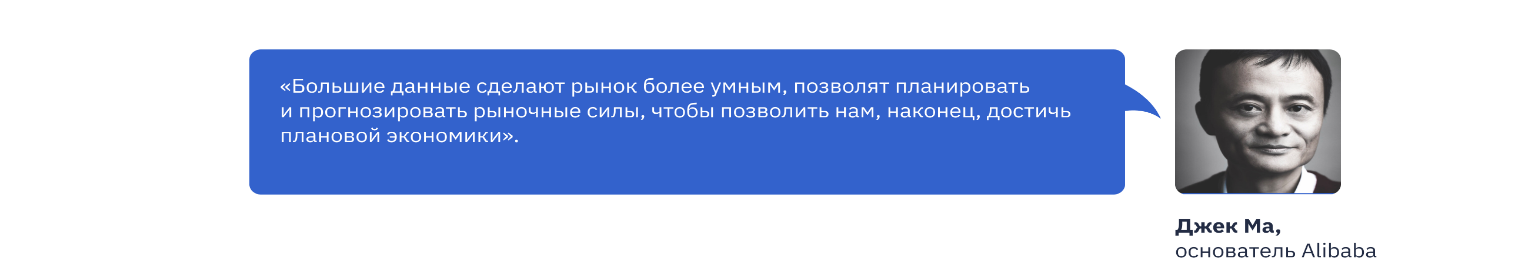 «Большие данные сделают рынок более умным, позволят планировать
и прогнозировать рыночные силы, чтобы позволить нам, наконец, достичь
плановой экономики».
Джек Ма,
основатель Alibaba